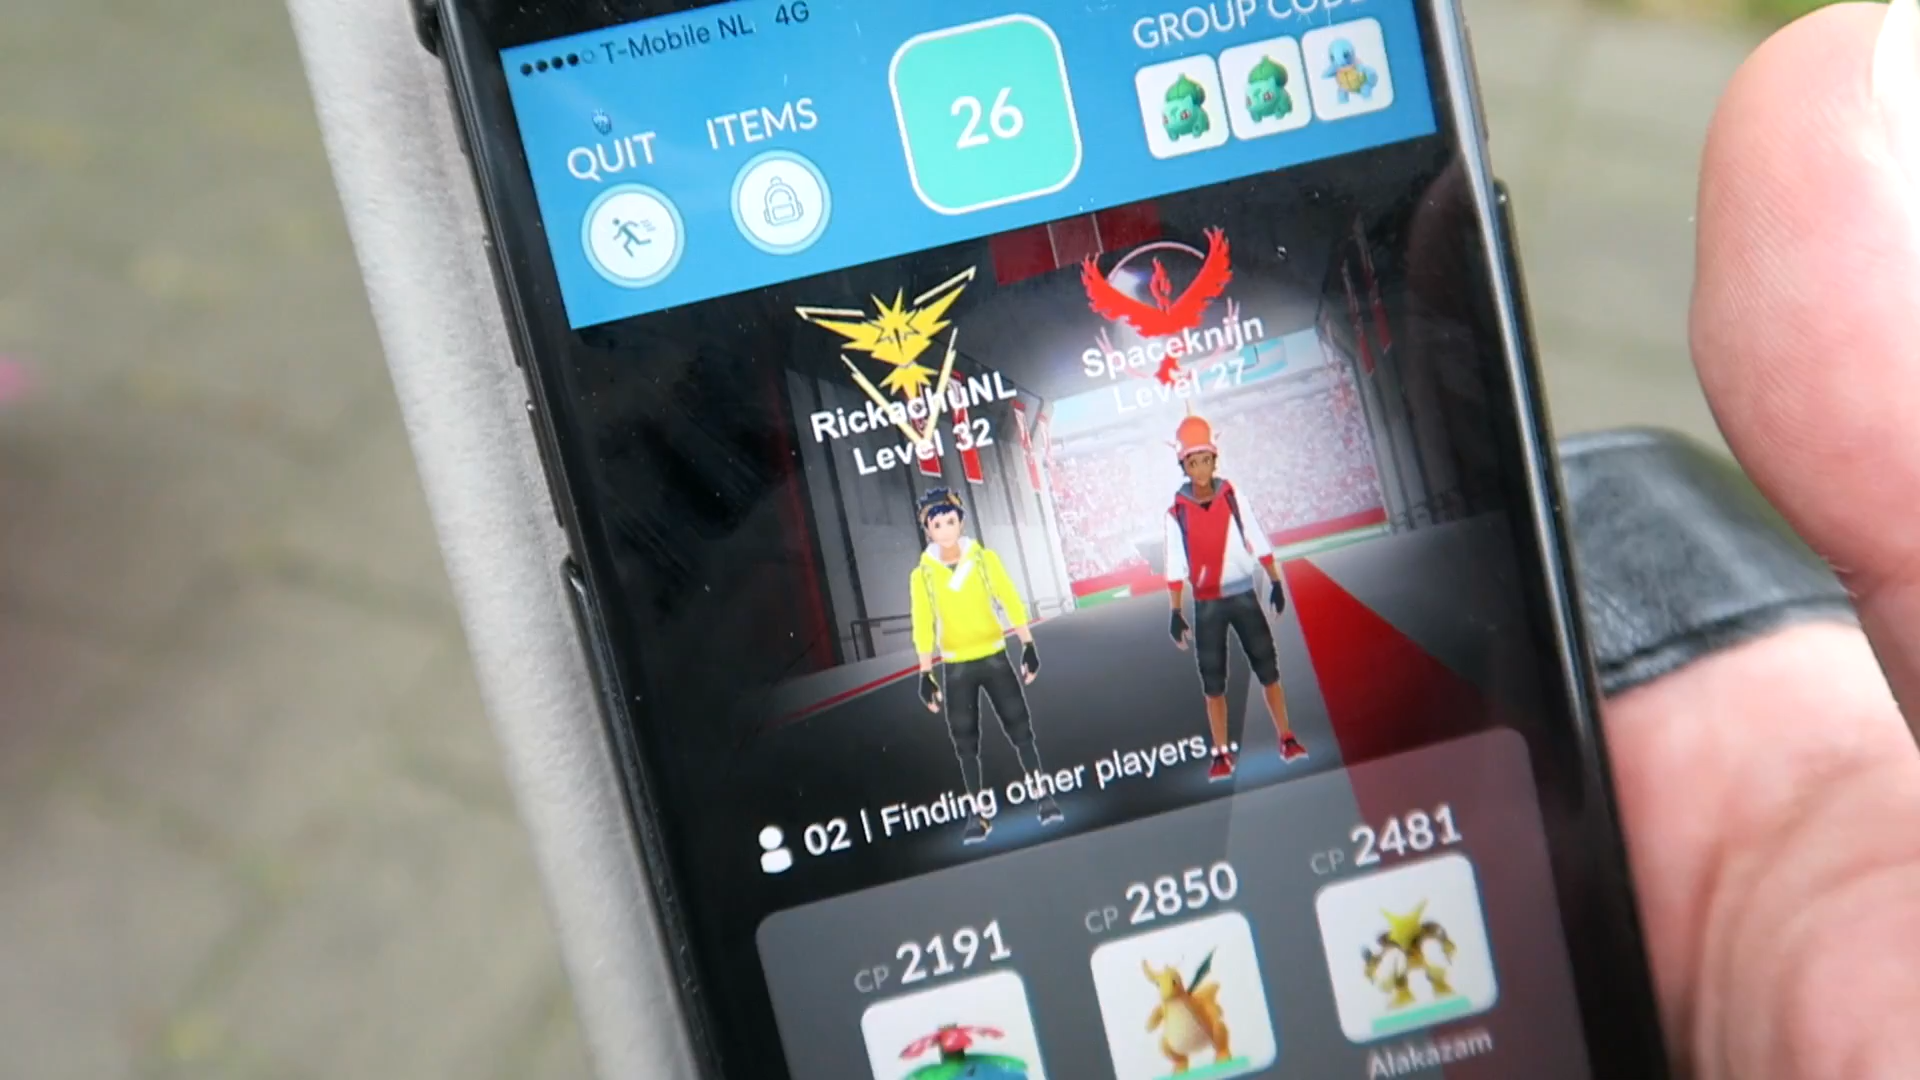 T-Mobile NL 4G
QUIT
ITEMS
26
GROUP CODE
RickachuNL
Level 32
Spaceknijn
Level 27
02 | Finding other players...
CP 2191
CP 2850
CP 2481
Alakazam